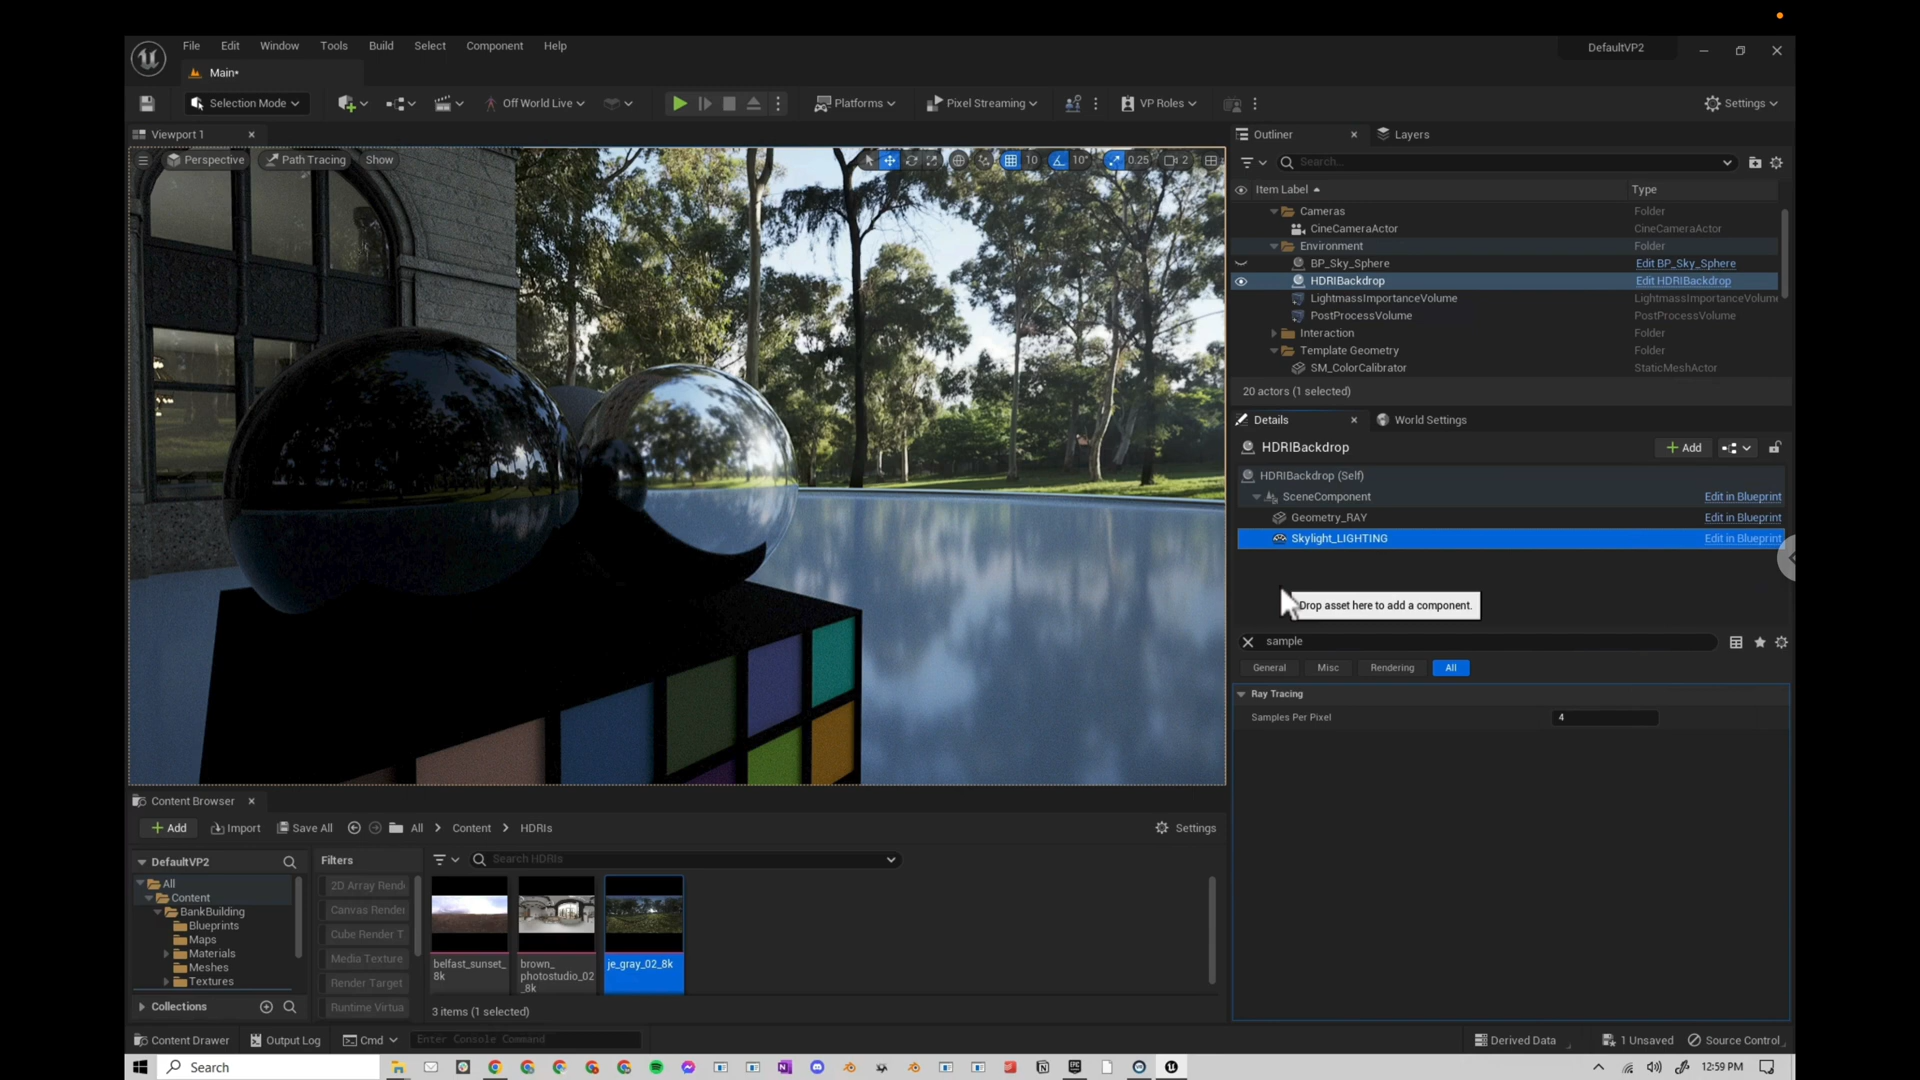 File Edit Window Tools Build Select Component Help
DefaultVP2
Main•
Selection Mode
Off World Live
Platforms
Pixel Streaming
VP Roles
Settings
Viewport 1
Perspective
Path Tracing
Show
10
10°
0.25
2
Outliner
Layers
Search...
Item Label
Type
Cameras
Folder
CineCameraActor
CineCameraActor
Environment
Folder
BP_Sky_Sphere
Edit BP_Sky_Sphere
HDRIBackdrop
Edit HDRIBackdrop
LightmassImportanceVolume
LightmassImportanceVolum
PostProcessVolume
PostProcessVolume
Interaction
Folder
Template Geometry
Folder
SM_ColorCalibrator
StaticMeshActor
20 actors (1 selected)
Details
World Settings
HDRIBackdrop
Add
HDRIBackdrop (Self)
SceneComponent
Edit in Blueprint
Geometry_RAY
Edit in Blueprint
Skylight_LIGHTING
Edit in Blueprint
Drop asset here to add a component.
sample
General
Misc
Rendering
All
Ray Tracing
Samples Per Pixel
4
Content Browser
Add
Import
Save All
All
Content
HDRIs
Settings
DefaultVP2
All
Content
BankBuilding
Blueprints
Maps
Materials
Meshes
Textures
Collections
Filters
2D Array Rend
Canvas Render
Cube Render T
Media Texture
Render Target
Runtime Virtua
Search HDRIs
belfast_sunset_
8k
brown_
photostudio_02
_8k
je_gray_02_8k
3 items (1 selected)
Content Drawer
Output Log
Cmd
Enter Console Command
Derived Data
1 Unsaved
Source Control
Search
12:59 PM